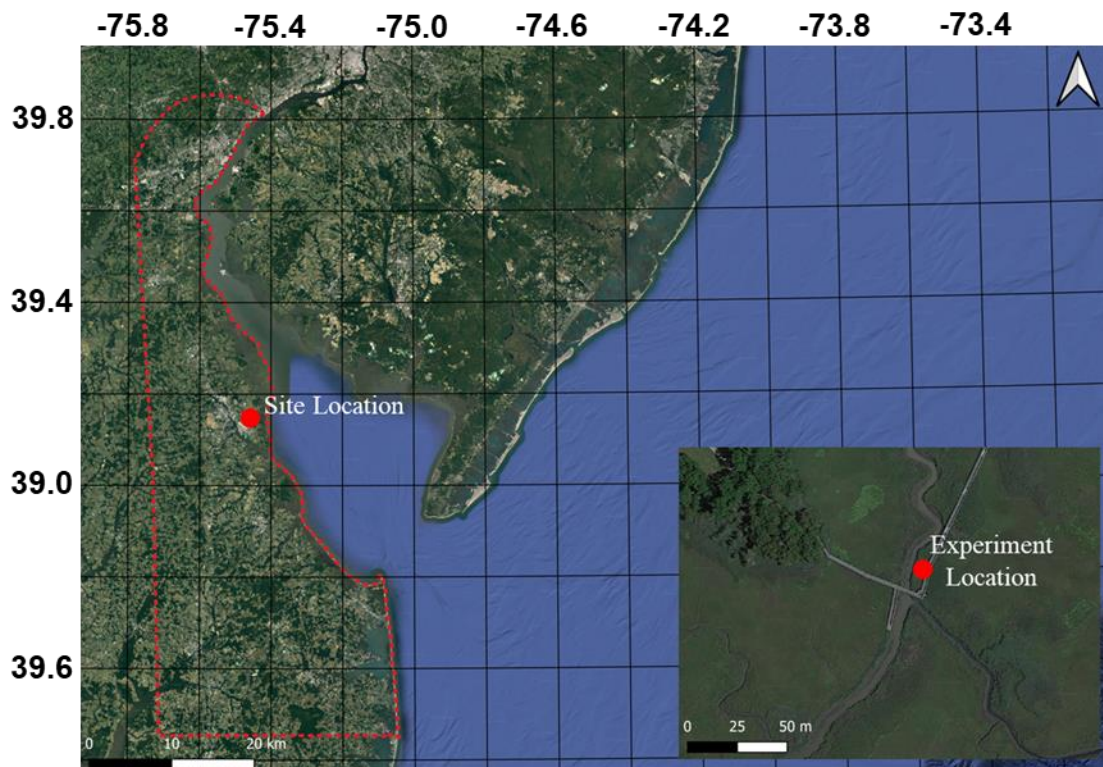 -75.8 -75.4 -75.0 -74.6 -74.2 -73.8 -73.4
39.8
39.4
Site Location
39.0
Experiment
Location
39.6
0 25 50 m
0 10 20 km